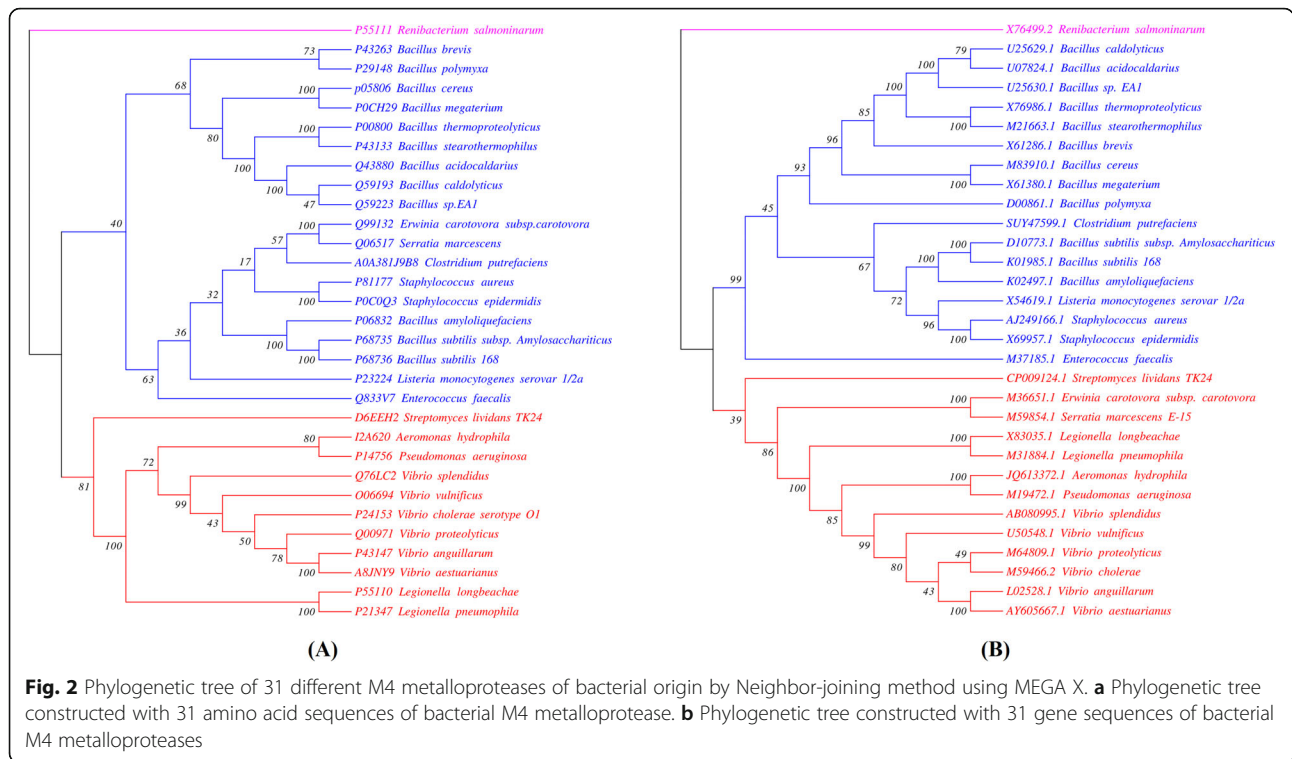 P55111 Renibacterium salmoninarum
P43263 Bacillus brevis
73
P29148 Bacillus polymyxa
68
p05806 Bacillus cereus
100
P0CH29 Bacillus megaterium
80
P00800 Bacillus thermoproteolyticus
100
P43133 Bacillus stearothermophilus
100
Q43880 Bacillus acidocaldarius
100
Q59193 Bacillus caldolyticus
47
Q59223 Bacillus sp.EA1
40
Q99132 Erwinia carotovora subsp.carotovora
100
Q06517 Serratia marcescens
57
A0A381J9B8 Clostridium putrefaciens
17
P81177 Staphylococcus aureus
100
P0C0Q3 Staphylococcus epidermidis
32
P06832 Bacillus amyloliquefaciens
100
P68735 Bacillus subtilis subsp. Amylosacchariticus
100
P68736 Bacillus subtilis 168
36
P23224 Listeria monocytogenes serovar 1/2a
63
Q833V7 Enterococcus faecalis
D6EEH2 Streptomyces lividans TK24
81
I2A620 Aeromonas hydrophila
80
P14756 Pseudomonas aeruginosa
72
Q76LC2 Vibrio splendidus
99
O06694 Vibrio vulnificus
43
P24153 Vibrio cholerae serotype O1
50
Q00971 Vibrio proteolyticus
78
P43147 Vibrio anguillarum
100
A8JNY9 Vibrio aestuarianus
100
P55110 Legionella longbeachae
100
P21347 Legionella pneumophila
(A)
X76499.2 Renibacterium salmoninarum
U25629.1 Bacillus caldolyticus
79
U07824.1 Bacillus acidocaldarius
100
U25630.1 Bacillus sp. EA1
100
X76986.1 Bacillus thermoproteolyticus
100
M21663.1 Bacillus stearothermophilus
85
X61286.1 Bacillus brevis
96
M83910.1 Bacillus cereus
100
X61380.1 Bacillus megaterium
93
D00861.1 Bacillus polymyxa
45
SUY47599.1 Clostridium putrefaciens
67
D10773.1 Bacillus subtilis subsp. Amylosacchariticus
100
K01985.1 Bacillus subtilis 168
100
K02497.1 Bacillus amyloliquefaciens
72
X54619.1 Listeria monocytogenes serovar 1/2a
96
AJ249166.1 Staphylococcus aureus
100
X69957.1 Staphylococcus epidermidis
99
M37185.1 Enterococcus faecalis
CP009124.1 Streptomyces lividans TK24
39
M36651.1 Erwinia carotovora subsp. carotovora
100
M59854.1 Serratia marcescens E-15
86
X83035.1 Legionella longbeachae
100
M31884.1 Legionella pneumophila
100
JQ613372.1 Aeromonas hydrophila
100
M19472.1 Pseudomonas aeruginosa
85
AB080995.1 Vibrio splendidus
99
U50548.1 Vibrio vulnificus
80
M64809.1 Vibrio proteolyticus
49
M59466.2 Vibrio cholerae
43
L02528.1 Vibrio anguillarum
100
AY605667.1 Vibrio aestuarianus
(B)
Fig. 2 Phylogenetic tree of 31 different M4 metalloproteases of bacterial origin by Neighbor-joining method using MEGA X. a Phylogenetic tree
constructed with 31 amino acid sequences of bacterial M4 metalloprotease. b Phylogenetic tree constructed with 31 gene sequences of bacterial
M4 metalloproteases